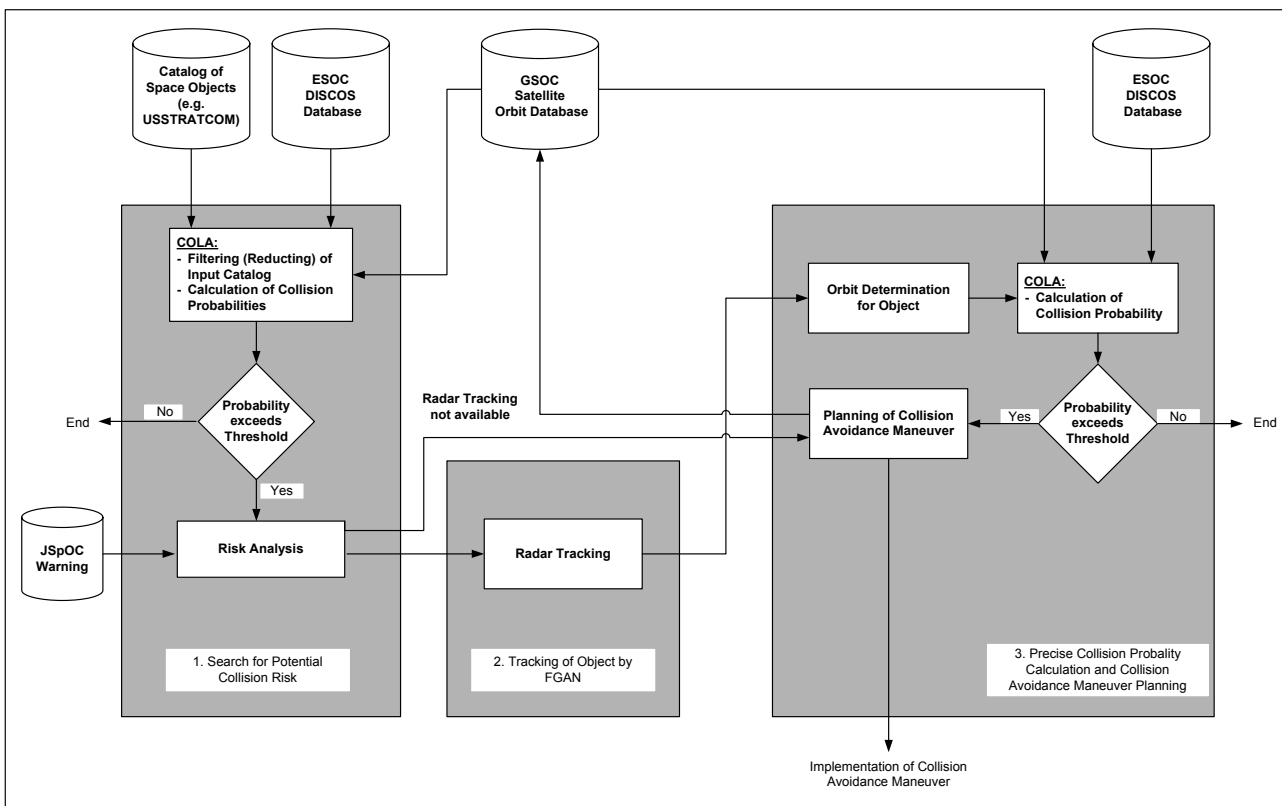 Catalog of
Space Objects
(e.g.
USSTRATCOM)
ESOC
DISCOS
Database
GSOC
Satellite
Orbit Database
ESOC
DISCOS
Database
COLA:
- Filtering (Reducting) of
Input Catalog
- Calculation of Collision
Probabilities
Probability
exceeds
Threshold
No
End
Yes
JSpOC
Warning
Risk Analysis
1. Search for Potential
Collision Risk
Radar Tracking
not available
Radar Tracking
2. Tracking of Object by
FGAN
Orbit Determination
for Object
COLA:
- Calculation of
Collision Probability
Planning of Collision
Avoidance Maneuver
Yes
Probability
exceeds
Threshold
No
End
3. Precise Collision Probality
Calculation and Collision
Avoidance Maneuver Planning
Implementation of Collision
Avoidance Maneuver